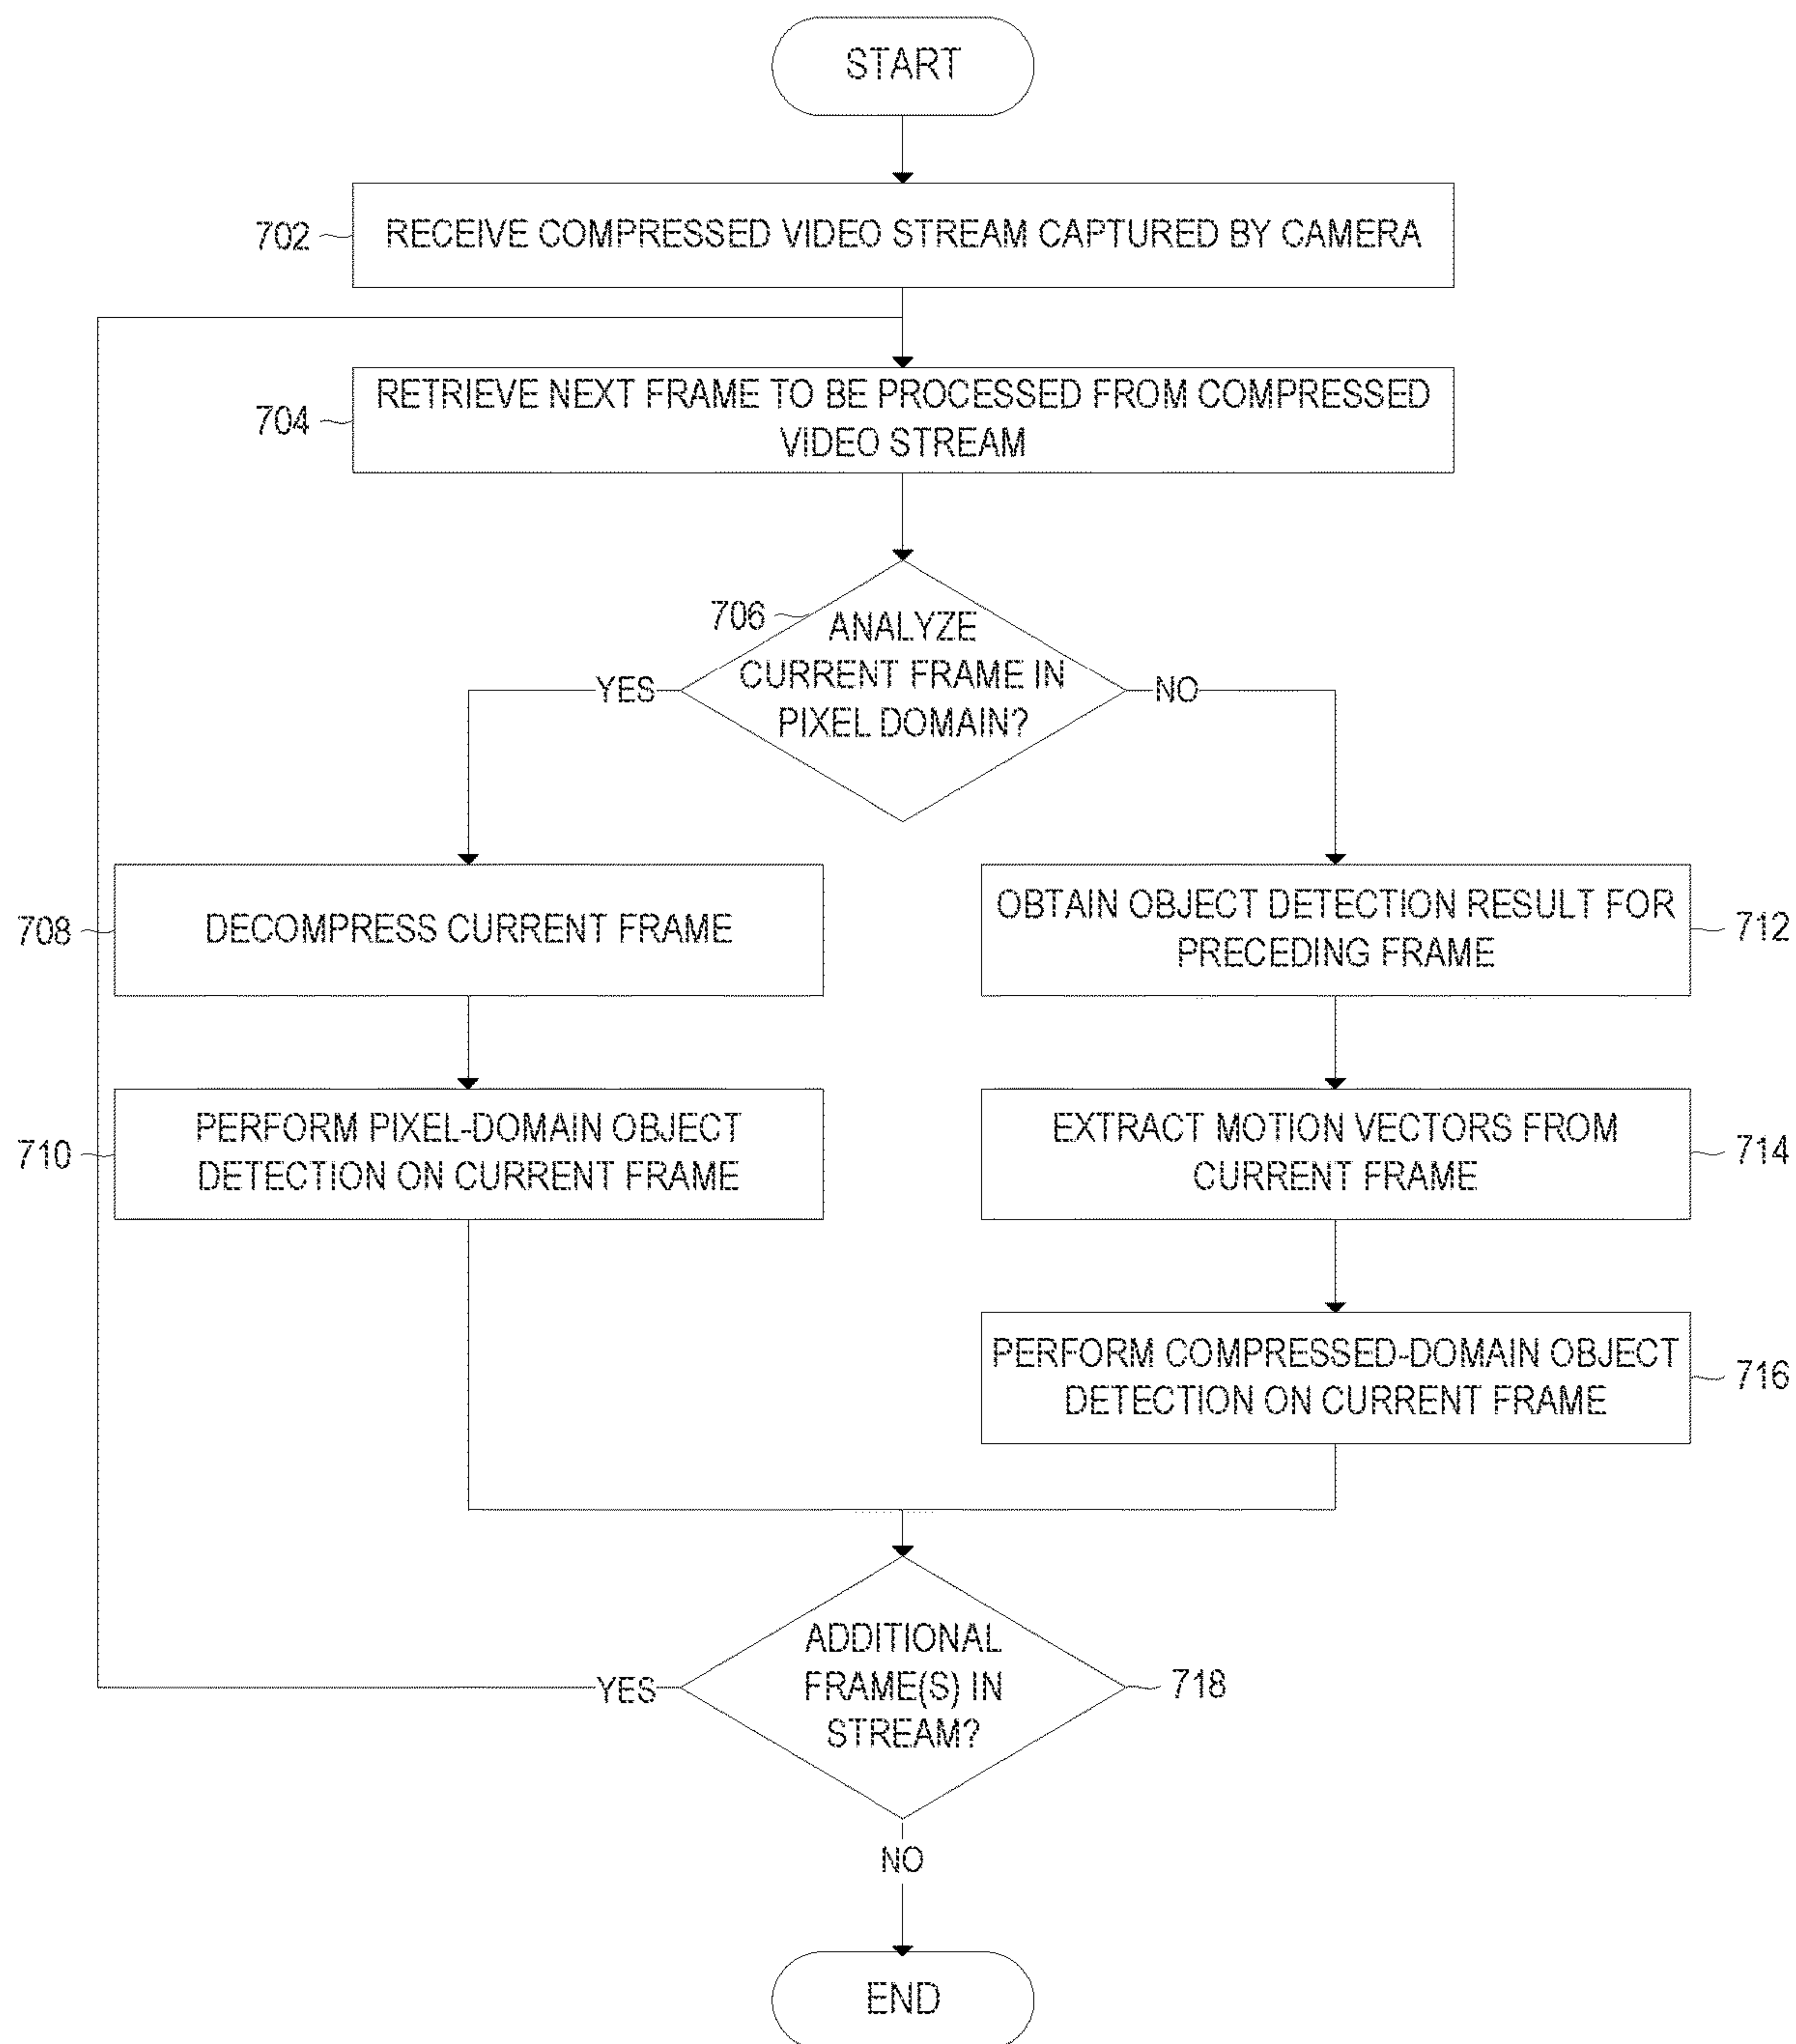 START
702
RECEIVE COMPRESSED VIDEO STREAM CAPTURED BY CAMERA
704
RETRIEVE NEXT FRAME TO BE PROCESSED FROM COMPRESSED
VIDEO STREAM
706
ANALYZE
CURRENT FRAME IN
PIXEL DOMAIN?
YES
NO
708
DECOMPRESS CURRENT FRAME
OBTAIN OBJECT DETECTION RESULT FOR
PRECEDING FRAME
712
710
PERFORM PIXEL-DOMAIN OBJECT
DETECTION ON CURRENT FRAME
EXTRACT MOTION VECTORS FROM
CURRENT FRAME
714
PERFORM COMPRESSED-DOMAIN OBJECT
DETECTION ON CURRENT FRAME
716
ADDITIONAL
FRAME(S) IN
STREAM?
718
YES
NO
END